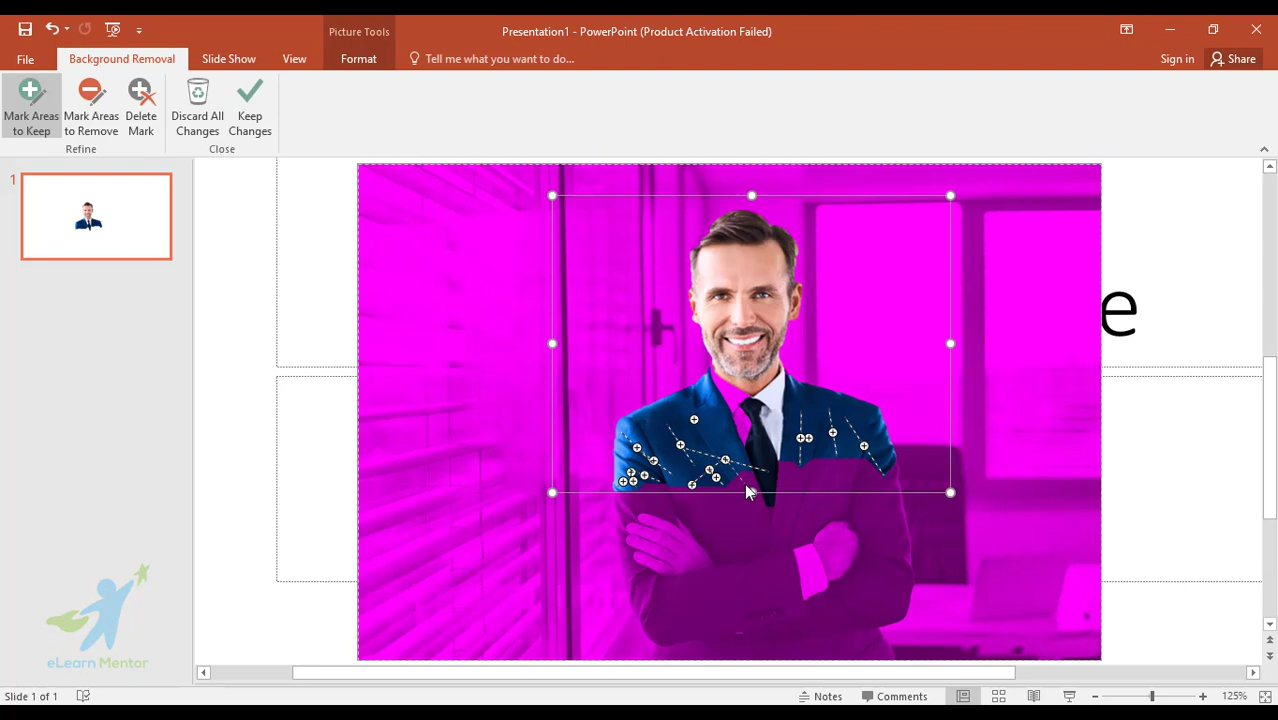 Picture Tools
Presentation1 - PowerPoint (Product Activation Failed)
File
Background Removal
Slide Show
View
Format
Tell me what you want to do...
Sign in
Share
Mark Areas to Keep
Mark Areas to Remove
Delete Mark
Discard All Changes
Keep Changes
Refine
Close
1
e
eLearn Mentor
Slide 1 of 1
Notes
Comments
125%